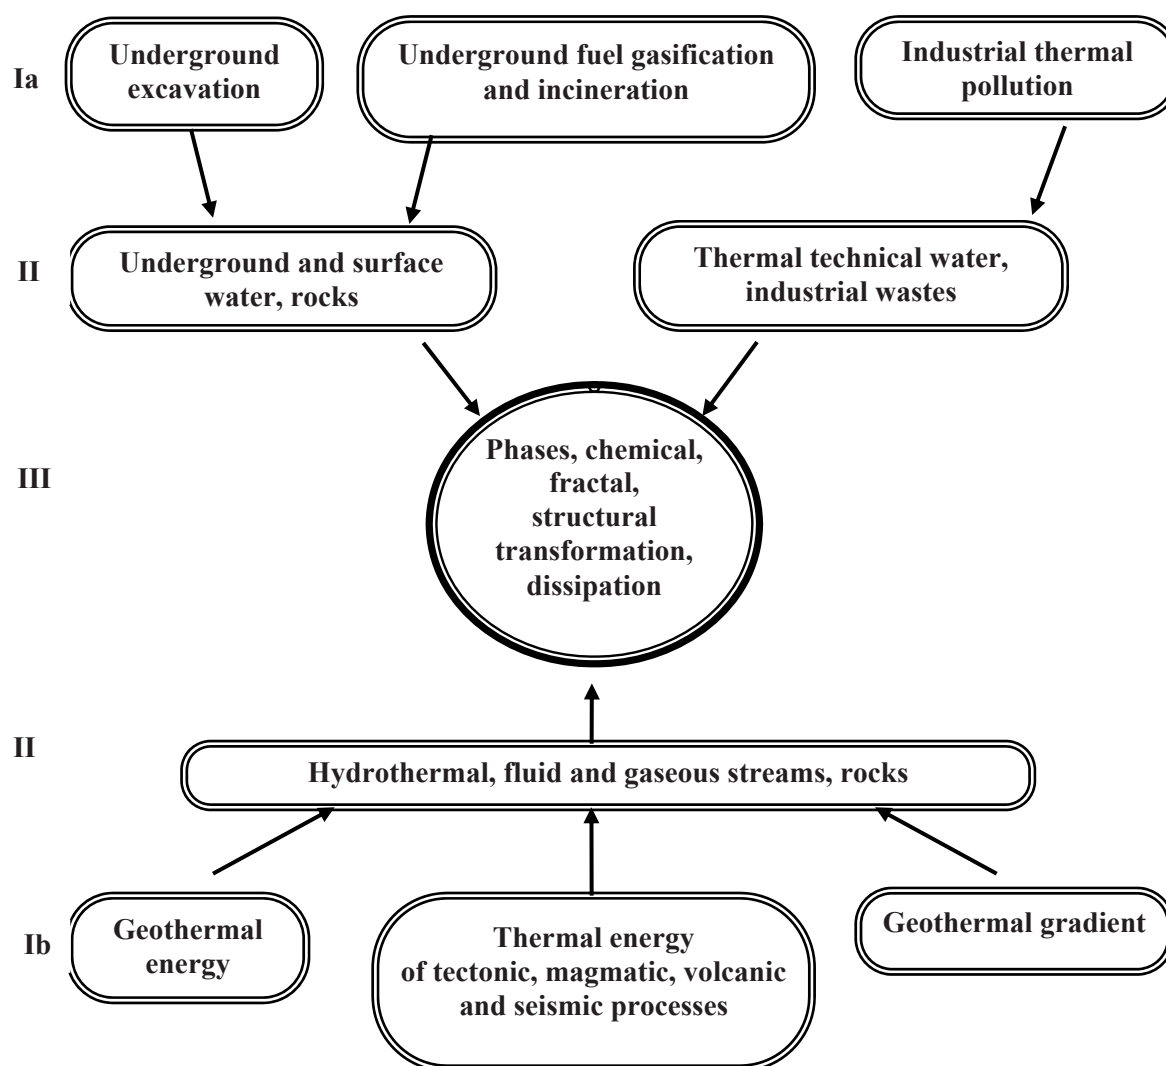 Ia
Underground
excavation
Underground fuel gasification
and incineration
Industrial thermal
pollution
II
Underground and surface
water, rocks
Thermal technical water,
industrial wastes
III
Phases, chemical,
fractal,
structural
transformation,
dissipation
II
Hydrothermal, fluid and gaseous streams, rocks
Ib
Geothermal
energy
Thermal energy
of tectonic, magmatic, volcanic
and seismic processes
Geothermal gradient